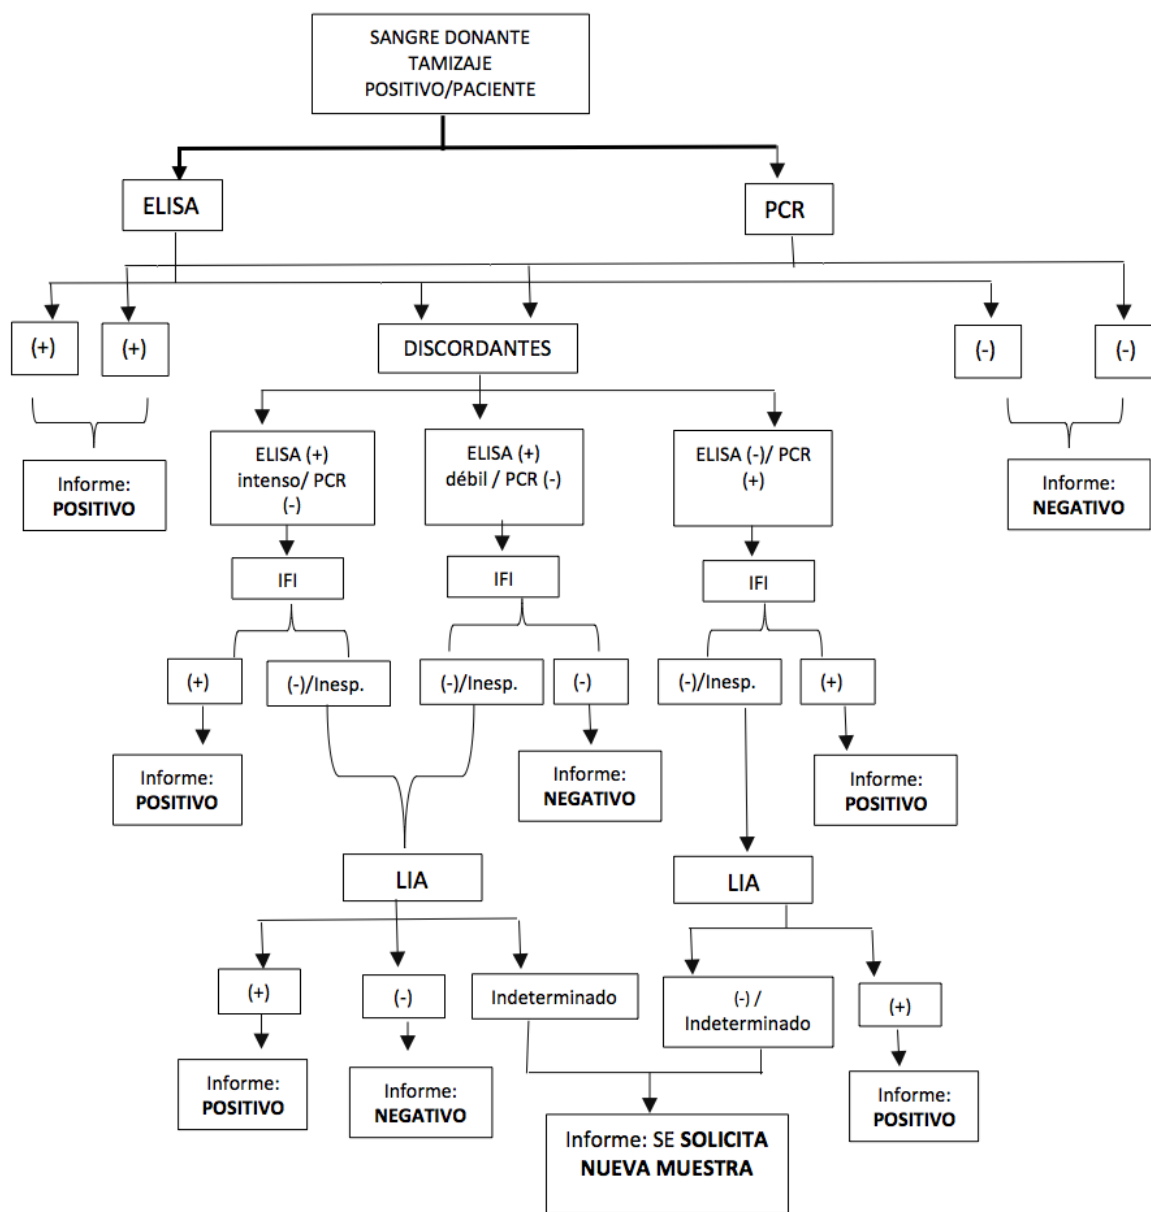 SANGRE DONANTE
TAMIZAJE
POSITIVO/PACIENTE
ELISA
PCR
(+)
(+)
DISCORDANTES
(-)
(-)
Informe:
POSITIVO
ELISA (+)
intenso/ PCR
(-)
ELISA (+)
débil / PCR (-)
ELISA (-)/ PCR
(+)
Informe:
NEGATIVO
IFI
IFI
IFI
(+)
(-)/Inesp.
(-)/Inesp.
(-)
(-)/Inesp.
(+)
Informe:
POSITIVO
Informe:
NEGATIVO
Informe:
POSITIVO
LIA
LIA
(+)
(-)
Indeterminado
(-) /
Indeterminado
(+)
Informe:
POSITIVO
Informe:
NEGATIVO
Informe:
POSITIVO
Informe: SE SOLICITA
NUEVA MUESTRA